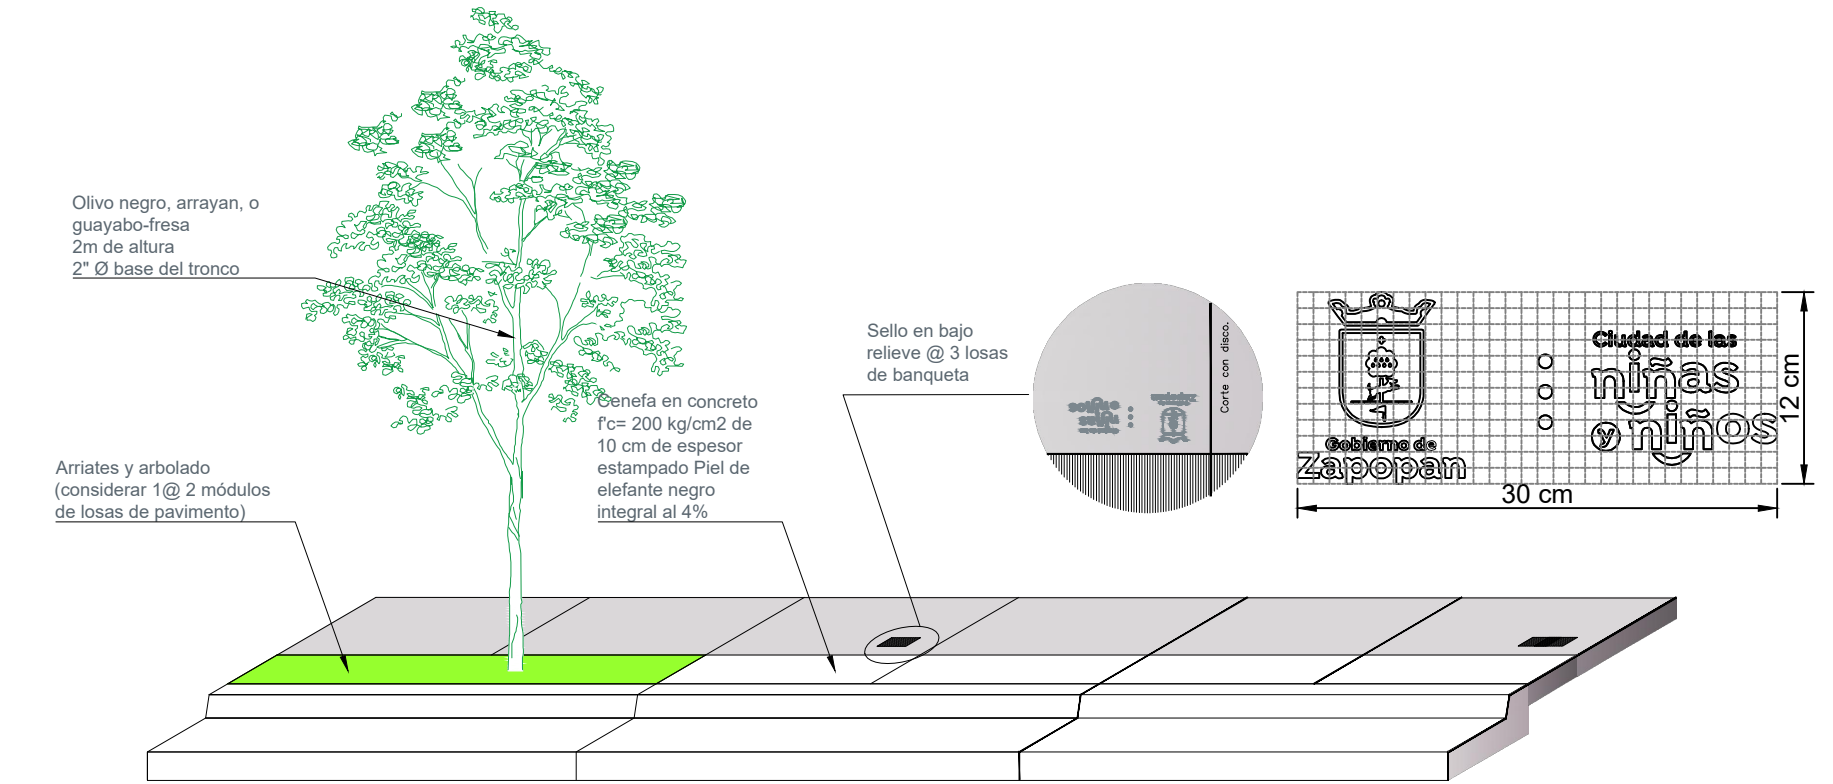 Olivo negro, arrayan, o
guayabo-fresa
2m de altura
2" Ø base del tronco
Arriates y arbolado
(considerar 1@ 2 módulos
de losas de pavimento)
Cenefa en concreto
f'c= 200 kg/cm2 de
10 cm de espesor
estampado Piel de
elefante negro
integral al 4%
Sello en bajo
relieve @ 3 losas
de banqueta
Corte con disco.
Gobierno de
Zapopan
Ciudad de las
niñas
y niños
12 cm
30 cm